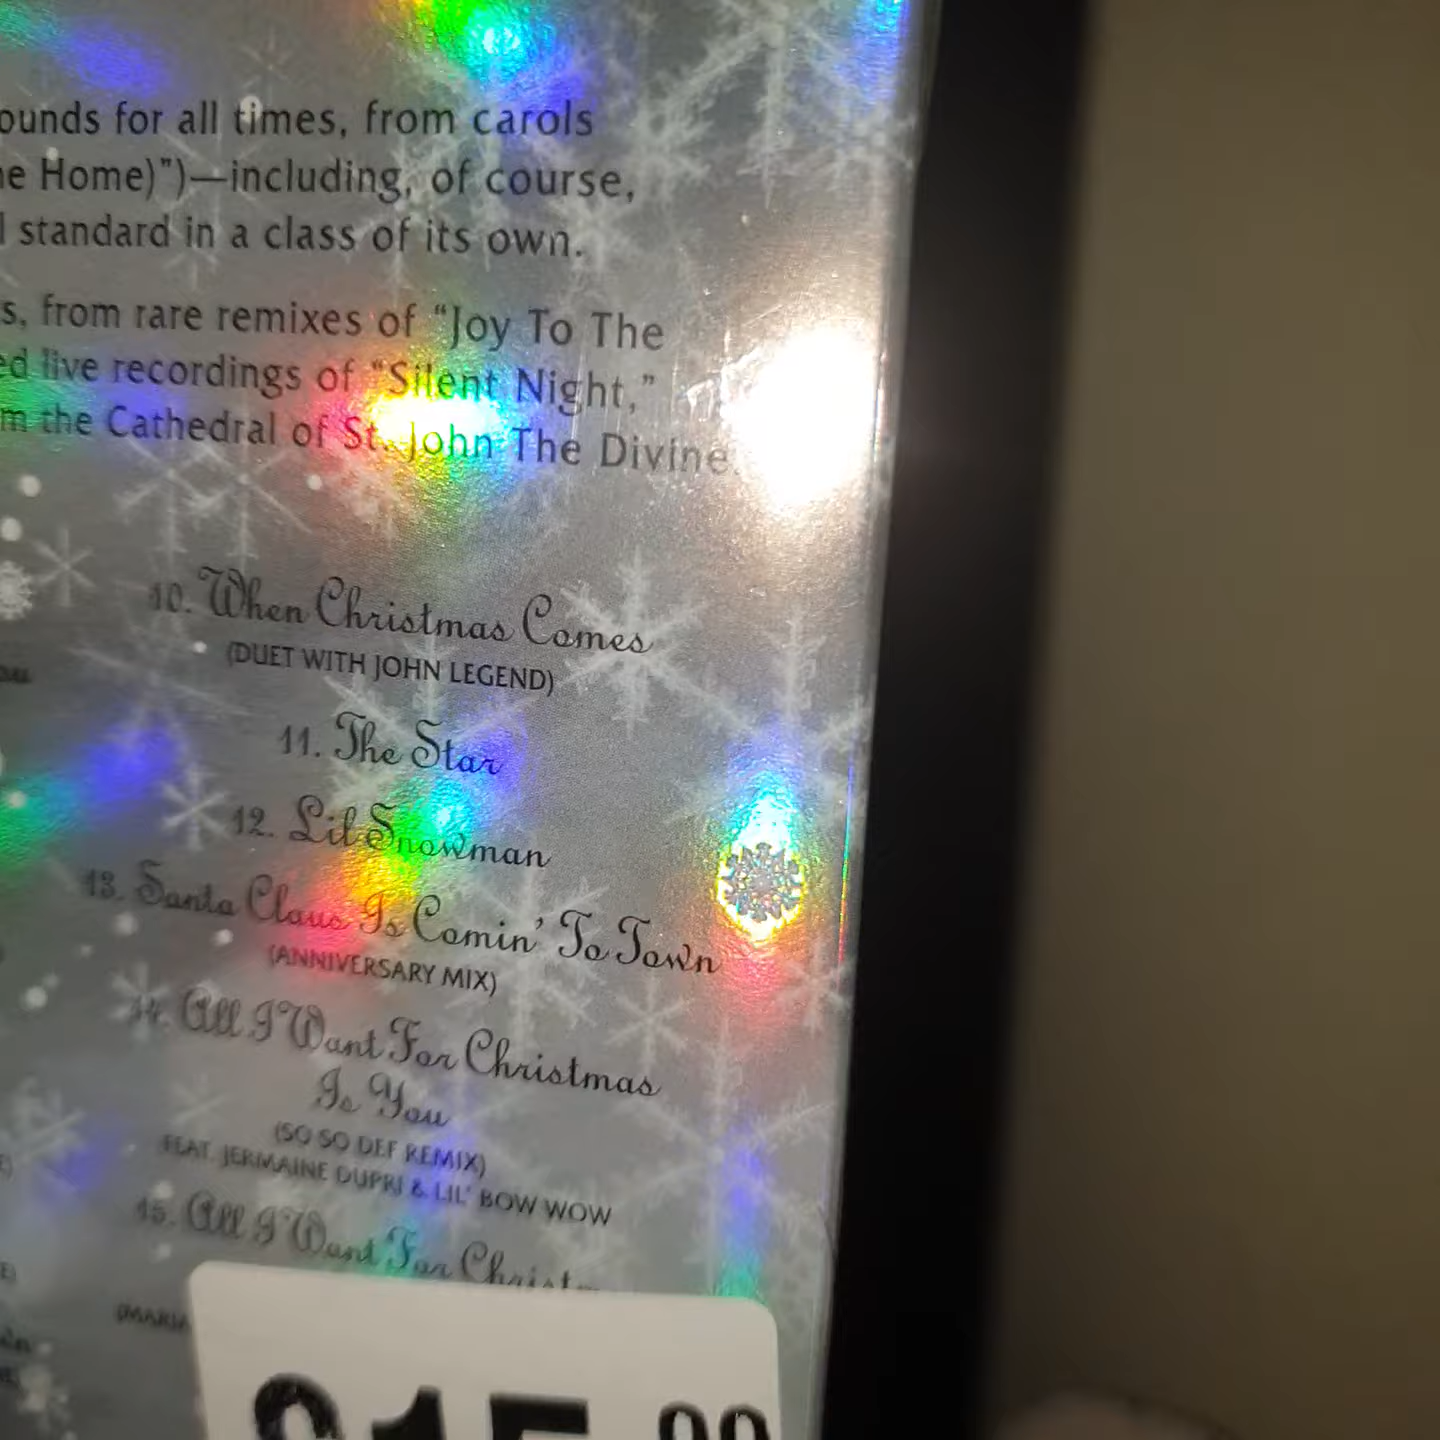 ounds for all times, from carols
e Home)")—including, of course,
standard in a class of its own.
s, from rare remixes of "Joy To The
ed live recordings of "Silent Night,"
m the Cathedral of St. John The Divine.
10. When Christmas Comes
(DUET WITH JOHN LEGEND)
11. The Star
12. Lil Snowman
13. Santa Claus Is Comin' To Town
(ANNIVERSARY MIX)
14. All I Want For Christmas
Is You
(SO SO DEF REMIX)
FEAT. JERMAINE DUPRI & LIL' BOW WOW
15. All I Want For Christm
(MARIA